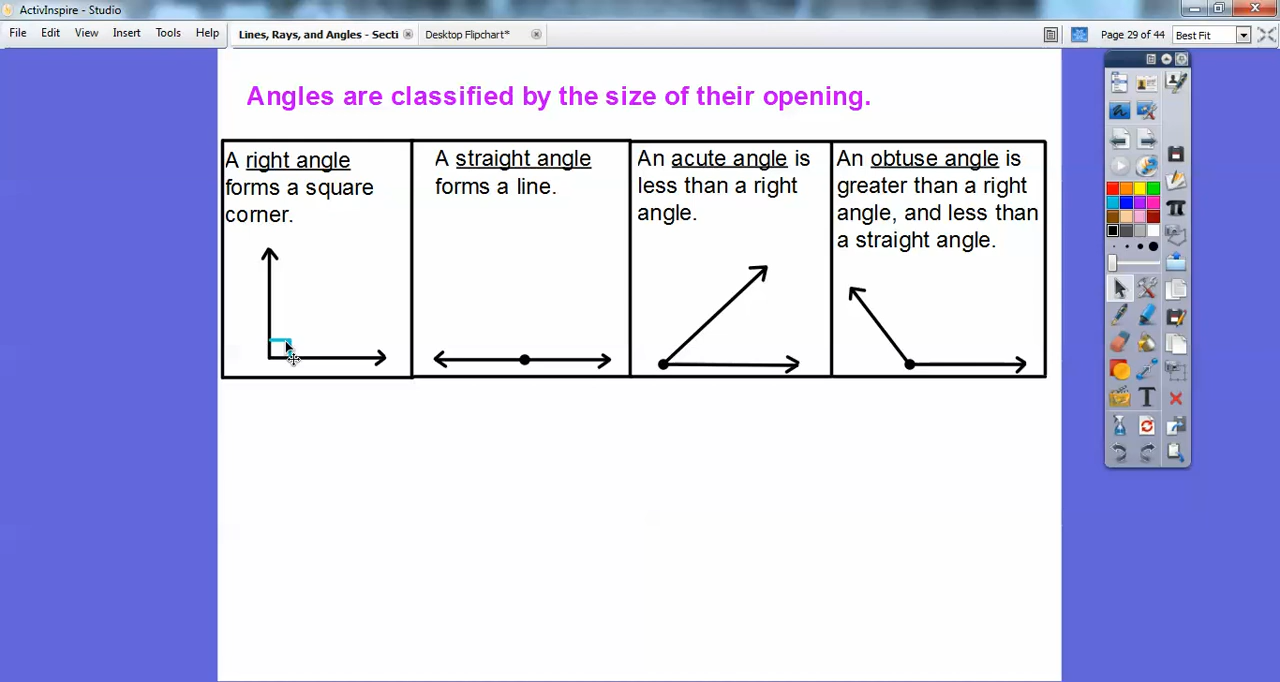 ActivInspire - Studio
File Edit View Insert Tools Help
Lines, Rays, and Angles - Secti
Desktop Flipchart*
Page 29 of 44
Best Fit
Angles are classified by the size of their opening.
A right angle
forms a square
corner.
A straight angle
forms a line.
An acute angle is
less than a right
angle.
An obtuse angle is
greater than a right
angle, and less than
a straight angle.